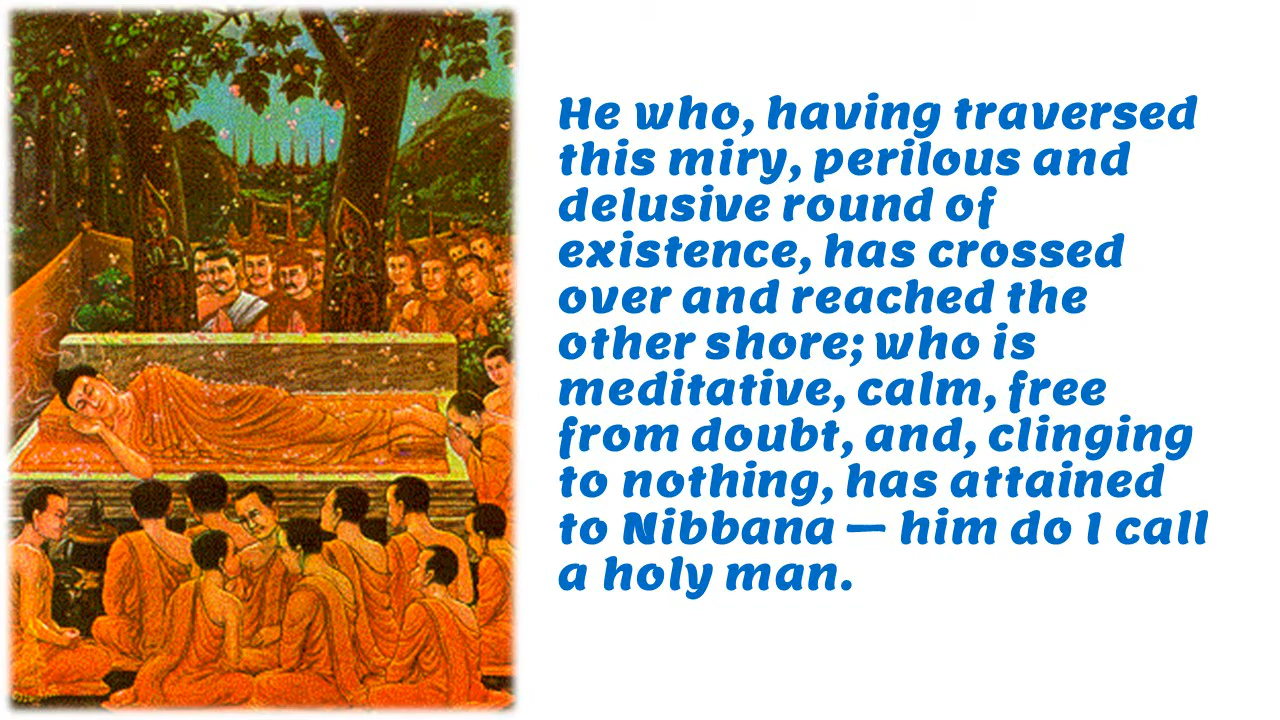 He who, having traversed
this miry, perilous and
delusive round of
existence, has crossed
over and reached the
other shore; who is
meditative, calm, free
from doubt, and, clinging
to nothing, has attained
to Nibbana — him do I call
a holy man.